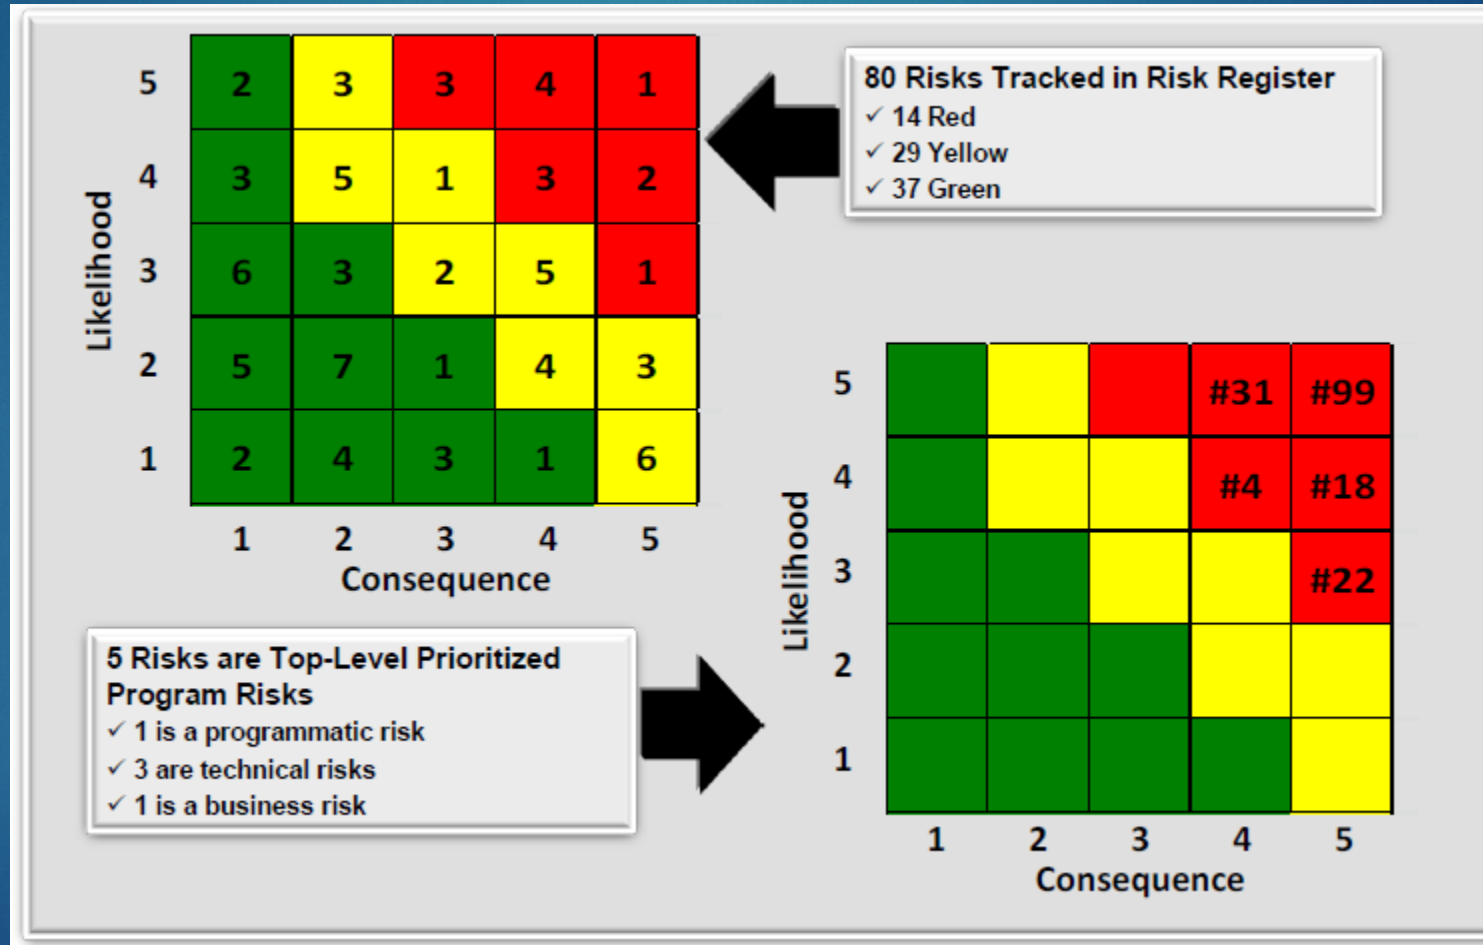 5 2 3 3 4 1
4 3 5 1 3 2
3 6 3 2 5 1
2 5 7 1 4 3
1 2 4 3 1 6
1 2 3 4 5
Likelihood
Consequence
80 Risks Tracked in Risk Register
✓ 14 Red
✓ 29 Yellow
✓ 37 Green
5 Risks are Top-Level Prioritized
Program Risks
✓ 1 is a programmatic risk
✓ 3 are technical risks
✓ 1 is a business risk
5 #31 #99
4 #4 #18
3 #22
2
1
1 2 3 4 5
Likelihood
Consequence